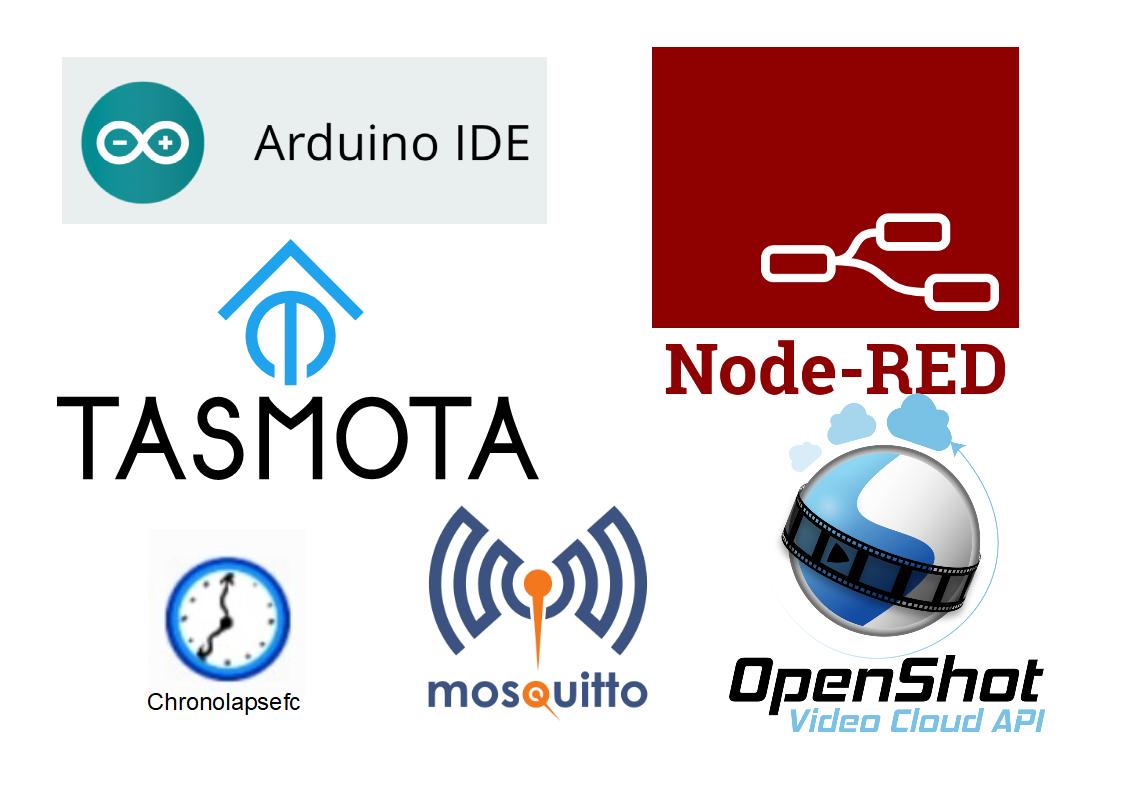 Arduino IDE
Node-RED
TASMOTA
Chronolapsefc
mosquitto
OpenShot
Video Cloud API